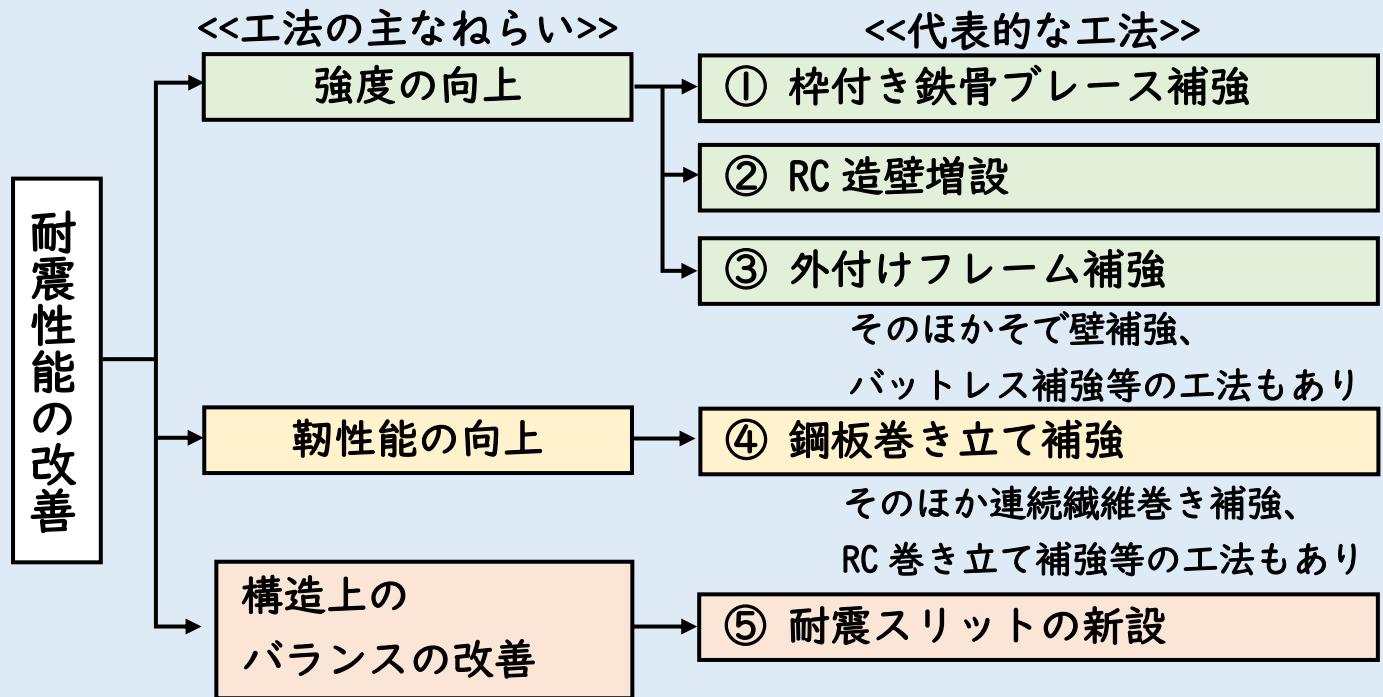 <<工法の主なねらい>>
<<代表的な工法>>
耐震性能の改善
強度の向上
① 枠付き鉄骨ブレース補強
② RC 造壁増設
③ 外付けフレーム補強
そのほかそで壁補強、
バットレス補強等の工法もあり
靭性能の向上
④ 鋼板巻き立て補強
そのほか連続繊維巻き補強、
RC 巻き立て補強等の工法もあり
構造上の
バランスの改善
⑤ 耐震スリットの新設